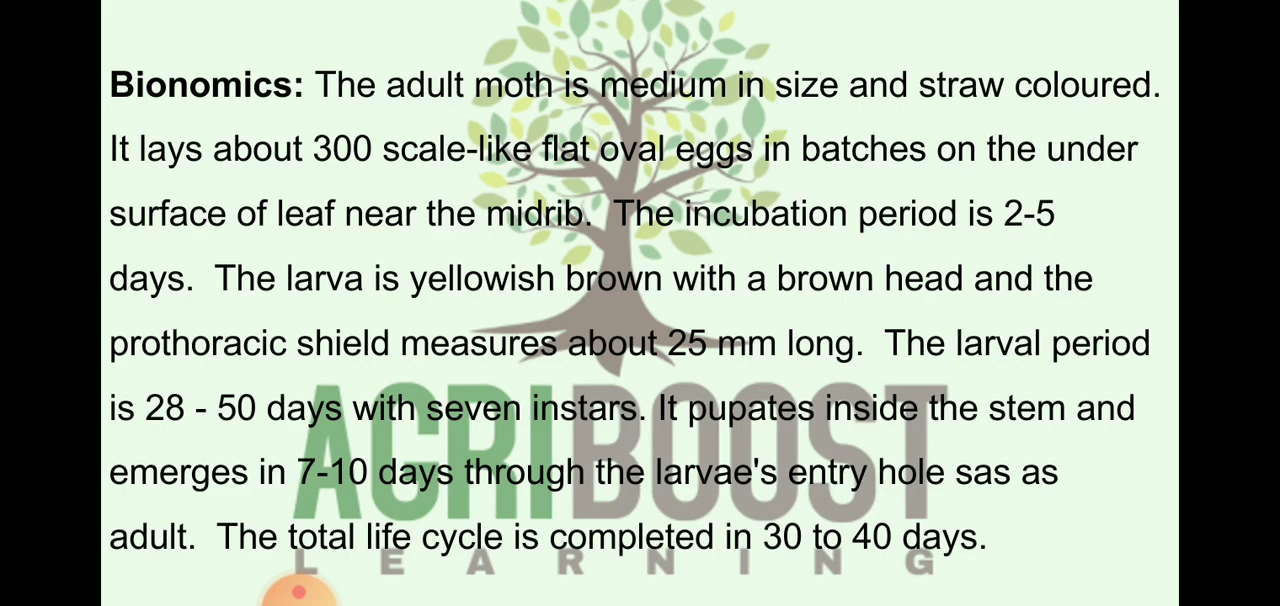 Bionomics: The adult moth is medium in size and straw coloured.
It lays about 300 scale-like flat oval eggs in batches on the under
surface of leaf near the midrib.  The incubation period is 2-5
days.  The larva is yellowish brown with a brown head and the
prothoracic shield measures about 25 mm long.  The larval period
is 28 - 50 days with seven instars. It pupates inside the stem and
emerges in 7-10 days through the larvae's entry hole sas as
adult.  The total life cycle is completed in 30 to 40 days.
ACRIBOOST
LEARNING